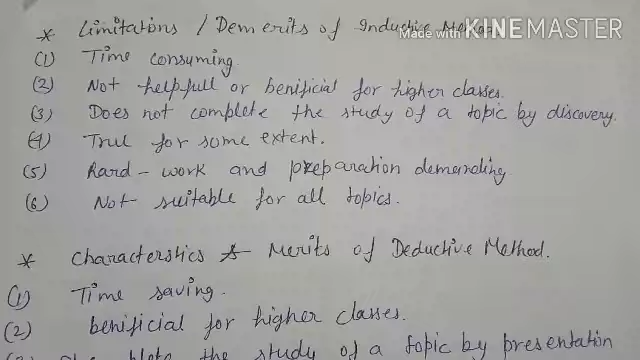 * Limitations / Demerits of Inductive Method
Made with KINEMASTER
(1) Time consuming.
(2) Not helpfull or benificial for higher classes.
(3) Does not complete the study of a topic by discovery.
(4) True for some extent.
(5) Hard-work and preparation demanding.
(6) Not suitable for all topics.
* Characterstics & Merits of Deductive Method.
(1) Time saving.
(2) benificial for higher classes.
the study of a topic by presentation